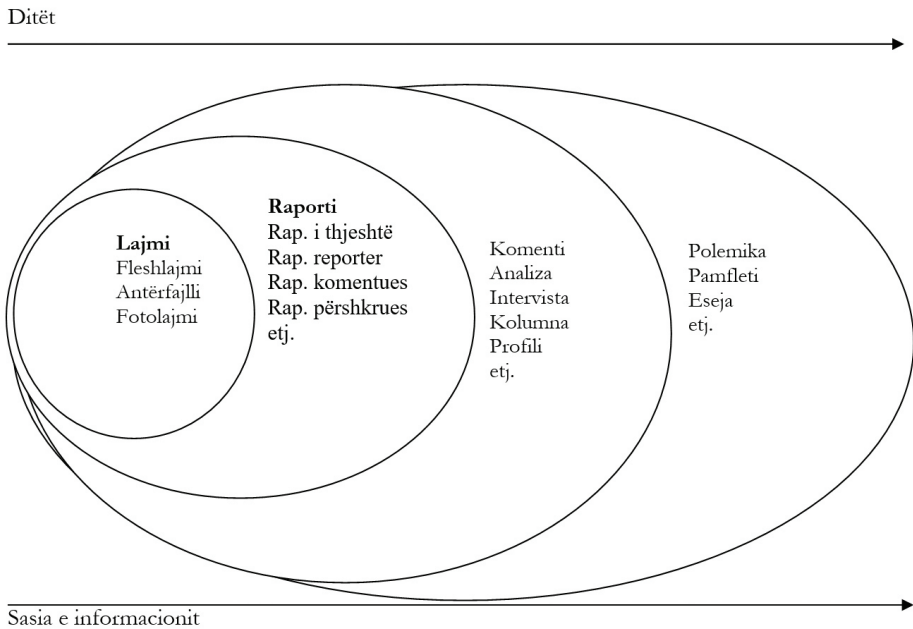 Ditët
Lajmi
Fleshlajmi
Antërfajlli
Fotolajmi
Raporti
Rap. i thjeshtë
Rap. reporter
Rap. komentues
Rap. përshkrues
etj.
Komenti
Analiza
Intervista
Kolumna
Profili
etj.
Polemika
Pamfleti
Eseja
etj.
Sasia e informacionit